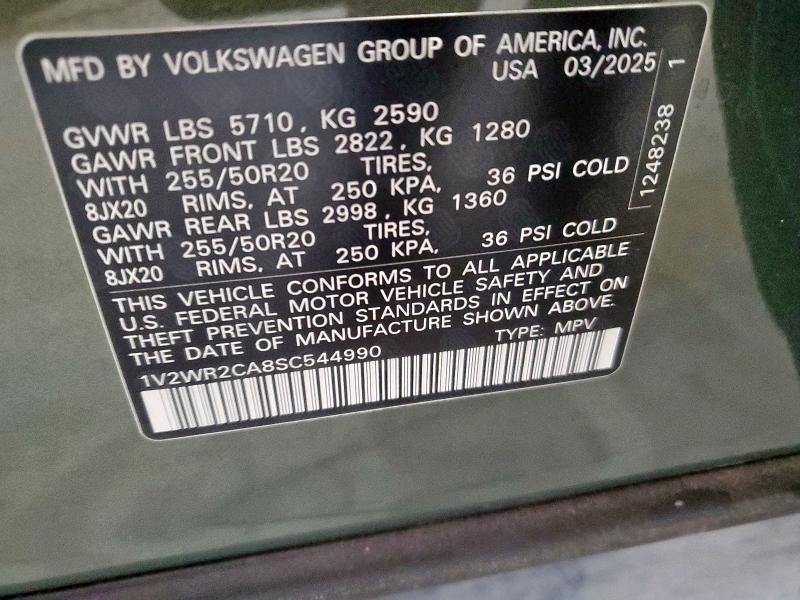 MFD BY VOLKSWAGEN GROUP OF AMERICA, INC.
USA 03/2025
GVWR LBS 5710, KG 2590
GAWR FRONT LBS 2822, KG 1280
WITH 255/50R20 TIRES,
8JX20 RIMS, AT 250 KPA, 36 PSI COLD
GAWR REAR LBS 2998, KG 1360
WITH 255/50R20 TIRES,
8JX20 RIMS, AT 250 KPA, 36 PSI COLD
THIS VEHICLE CONFORMS TO ALL APPLICABLE
U.S. FEDERAL MOTOR VEHICLE SAFETY AND
THEFT PREVENTION STANDARDS IN EFFECT ON
THE DATE OF MANUFACTURE SHOWN ABOVE.
1V2WR2CA8SC544990 TYPE: MPV
1248238 1